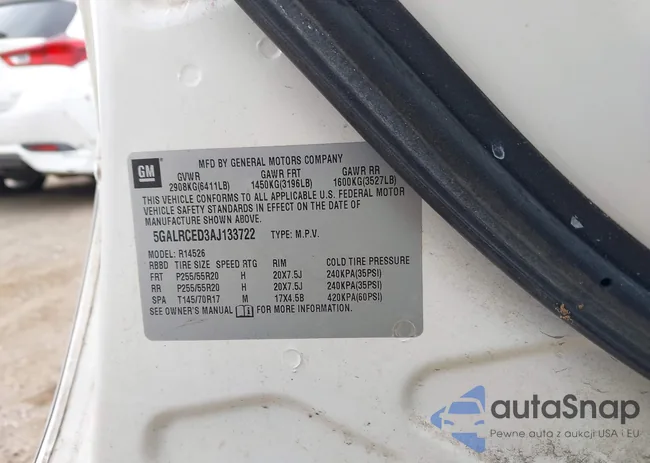 GM
MFD BY GENERAL MOTORS COMPANY
GVWR GAWR FRT GAWR RR
2908KG(6411LB) 1450KG(3196LB) 1600KG(3527LB)
THIS VEHICLE CONFORMS TO ALL APPLICABLE U.S. FEDERAL MOTOR
VEHICLE SAFETY STANDARDS IN EFFECT ON THE DATE OF
MANUFACTURE SHOWN ABOVE.
5GALRCED3AJ133722 TYPE: M.P.V.
MODEL: R14526
RBBD TIRE SIZE SPEED RTG RIM COLD TIRE PRESSURE
FRT P255/55R20 H 20X7.5J 240KPA(35PSI)
RR P255/55R20 H 20X7.5J 240KPA(35PSI)
SPA T145/70R17 M 17X4.5B 420KPA(60PSI)
SEE OWNER'S MANUAL FOR MORE INFORMATION.
autoSnap
Pewne auta z aukcji USA i EU